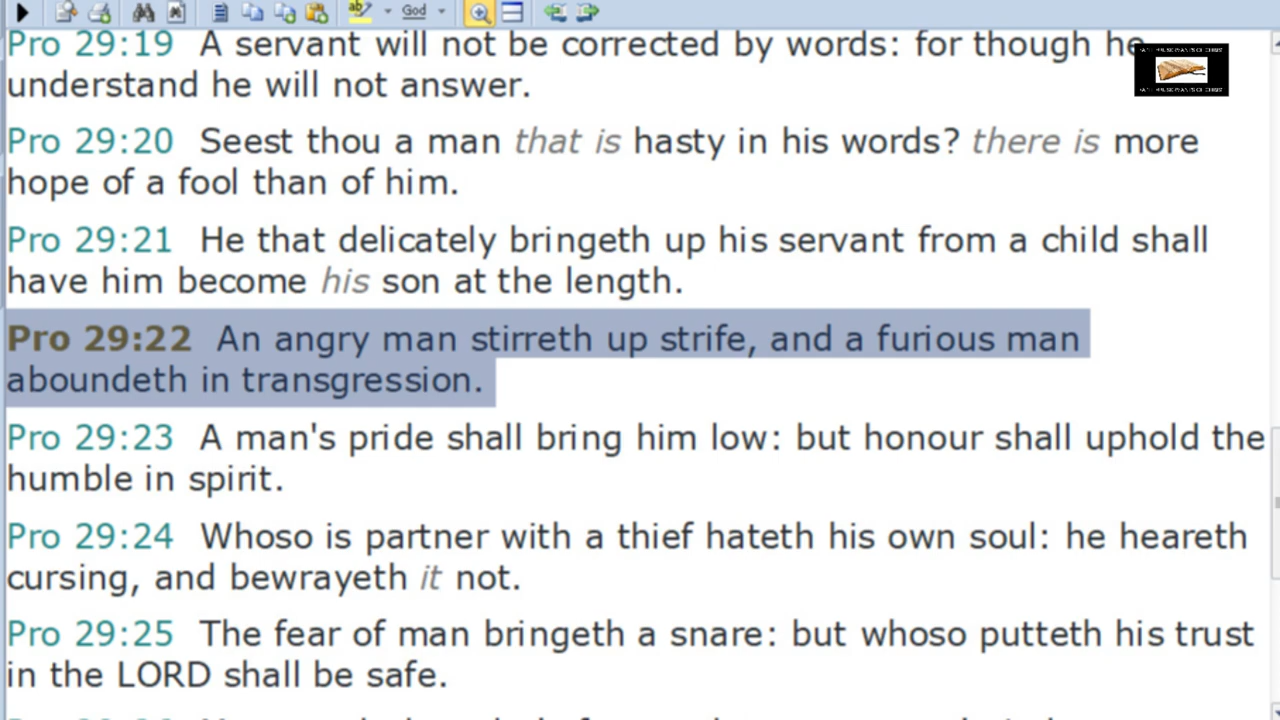 God
Pro 29:19 A servant will not be corrected by words: for though he
understand he will not answer.
Pro 29:20 Seest thou a man that is hasty in his words? there is more
hope of a fool than of him.
Pro 29:21 He that delicately bringeth up his servant from a child shall
have him become his son at the length.
Pro 29:22 An angry man stirreth up strife, and a furious man
aboundeth in transgression.
Pro 29:23 A man's pride shall bring him low: but honour shall uphold the
humble in spirit.
Pro 29:24 Whoso is partner with a thief hateth his own soul: he heareth
cursing, and bewrayeth it not.
Pro 29:25 The fear of man bringeth a snare: but whoso putteth his trust
in the LORD shall be safe.